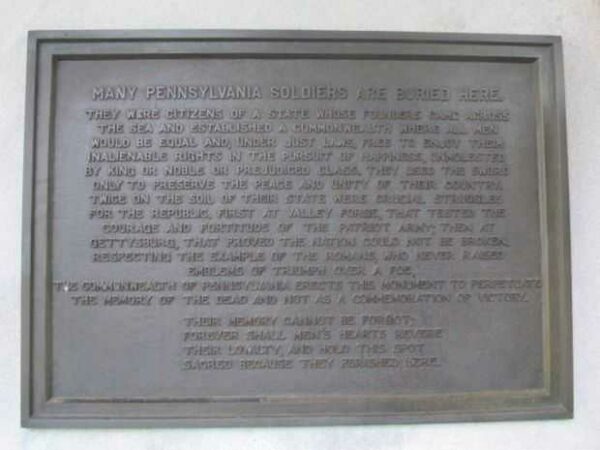 MANY PENNSYLVANIA SOLDIERS ARE BURIED HERE.
THEY WERE CITIZENS OF A STATE WHOSE FOUNDERS CAME ACROSS
THE SEA AND ESTABLISHED A COMMONWEALTH WHERE ALL MEN
WOULD BE EQUAL AND, UNDER JUST LAWS, FREE TO ENJOY THEIR
INALIENABLE RIGHTS IN THE PURSUIT OF HAPPINESS, UNMOLESTED
BY KING OR NOBLE OR PREJUDICED CLASS. THEY USED THE SWORD
ONLY TO PRESERVE THE PEACE AND UNITY OF THEIR COUNTRY.
TWICE ON THE SOIL OF THEIR STATE WERE CRUCIAL STRUGGLES
FOR THE REPUBLIC, FIRST AT VALLEY FORGE, THAT TESTED THE
COURAGE AND FORTITUDE OF THE PATRIOT ARMY; THEN AT
GETTYSBURG, THAT PROVED THE NATION COULD NOT BE BROKEN.
RESPECTING THE EXAMPLE OF THE ROMANS, WHO NEVER RAISED
EMBLEMS OF TRIUMPH OVER A FOE,
THE COMMONWEALTH OF PENNSYLVANIA ERECTS THIS MONUMENT TO PERPETUATE
THE MEMORY OF THE DEAD AND NOT AS A COMMEMORATION OF VICTORY.
THEIR MEMORY CANNOT BE FORGOT:
FOREVER SHALL MEN'S HEARTS REVERE
THEIR LOYALTY, AND HOLD THIS SPOT
SACRED BECAUSE THEY PERISHED HERE.